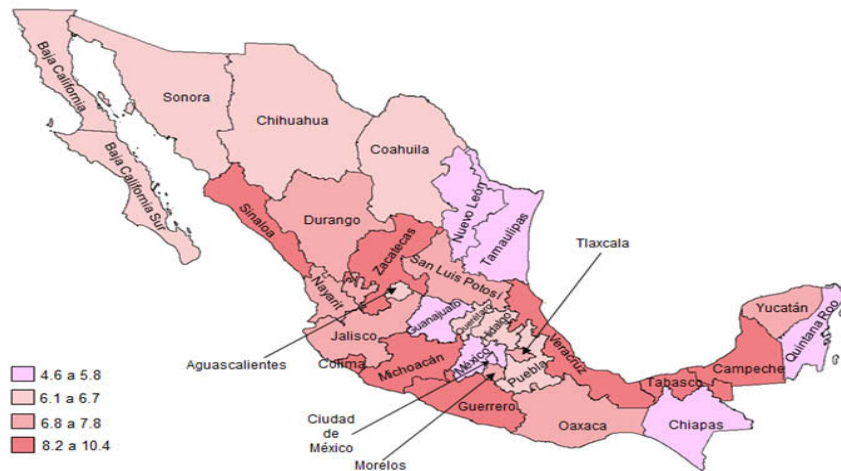 Baja California
Sonora
Chihuahua
Coahuila
Baja California Sur
Nuevo León
Tamaulipas
Sinaloa
Durango
Zacatecas
San Luis Potosí
Tlaxcala
Nayarit
Aguascalientes
Guanajuato
Querétaro
Hidalgo
Yucatán
Quintana Roo
Jalisco
Veracruz
Colima
Michoacán
México
Puebla
Tabasco
Campeche
Guerrero
Oaxaca
Chiapas
Ciudad
de
México
Morelos
4.6 a 5.8
6.1 a 6.7
6.8 a 7.8
8.2 a 10.4